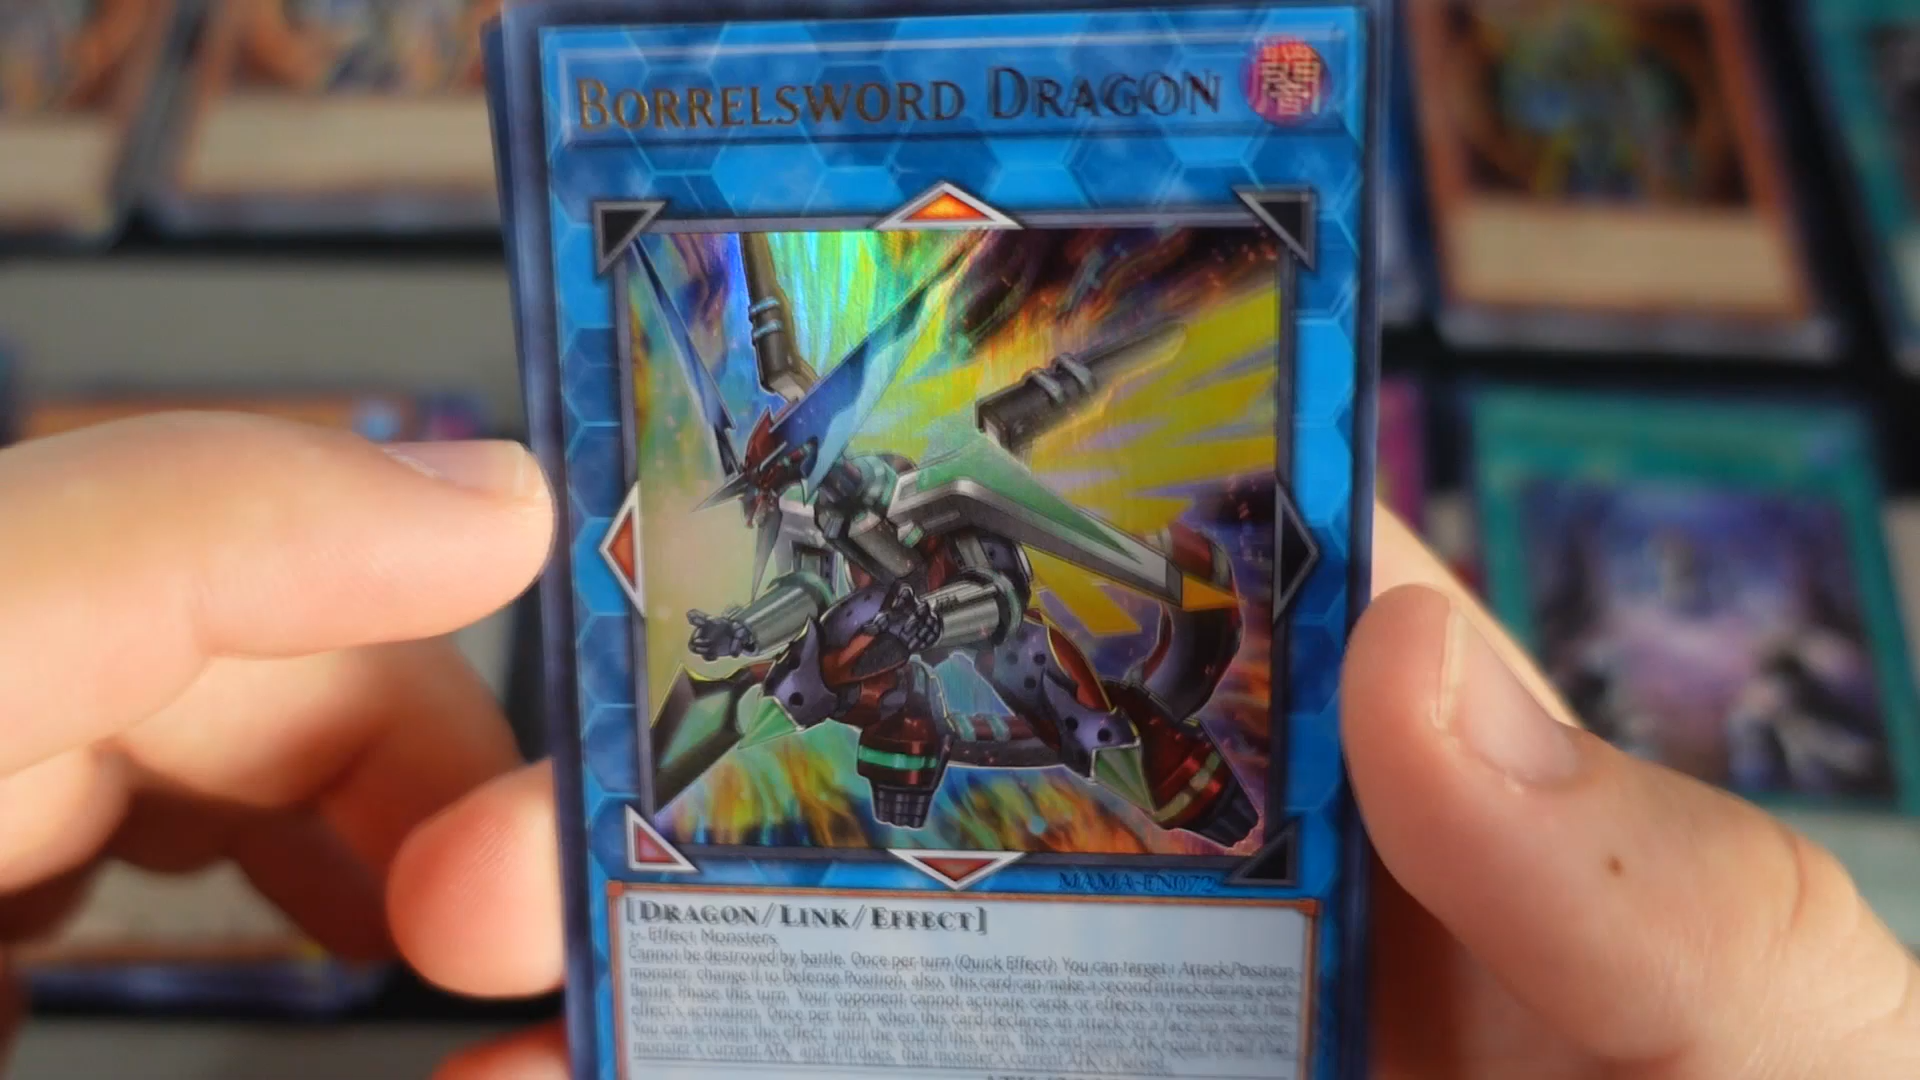 BORRELSWORD DRAGON 闇
MAMA-EN072
[DRAGON/LINK/EFFECT]
3+ Effect Monsters
Cannot be destroyed by battle. Once per turn (Quick Effect): You can target 1 Attack Position
monster; change it to Defense Position, also, this card can make a second attack during each
Battle Phase this turn. Your opponent cannot activate cards or effects in response to this
effect's activation. Once per turn, when this card declares an attack on a face-up monster:
You can activate this effect; until the end of this turn, this card gains ATK equal to half that
monster's current ATK, and if it does, that monster's current ATK is halved.